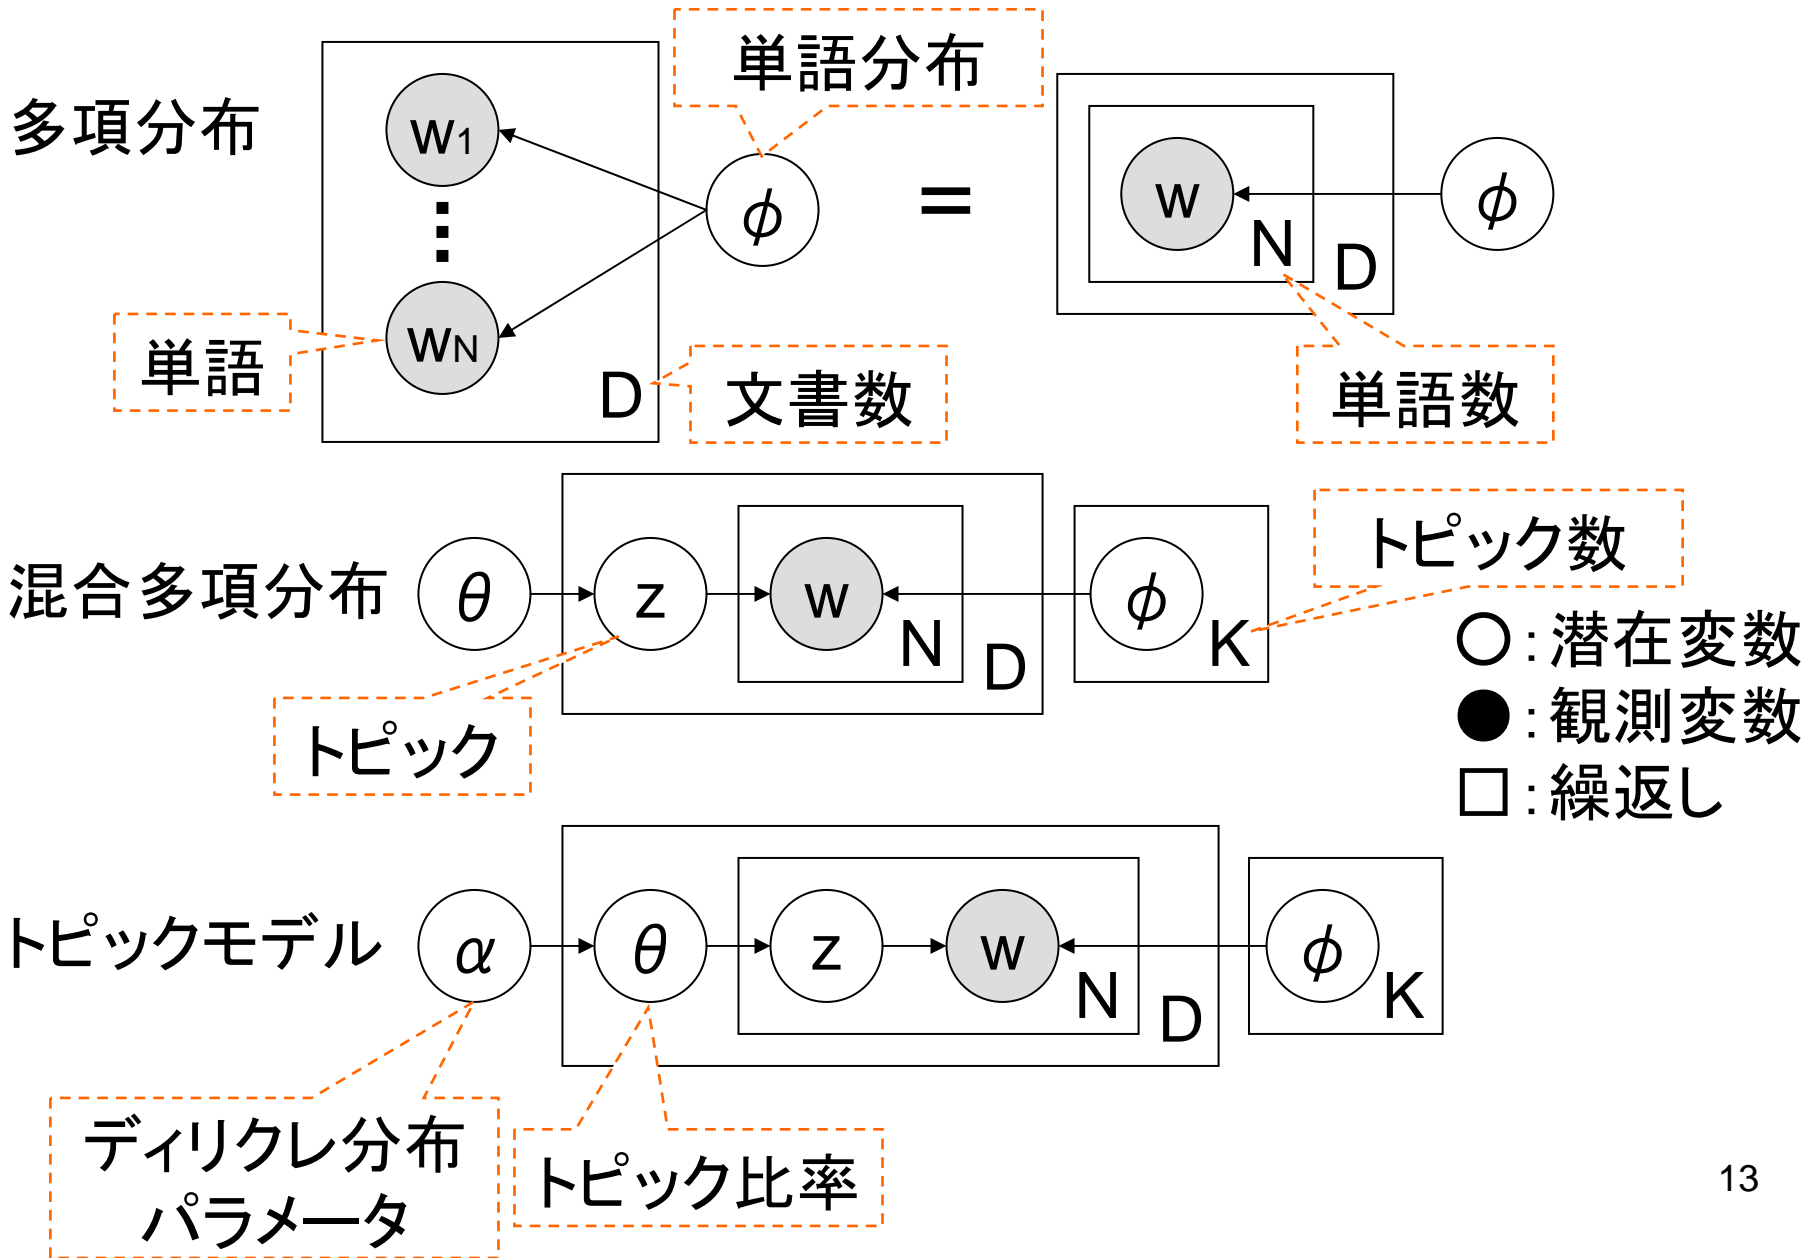 単語分布
多項分布
w1
⋮
wN
φ
=
w
N
D
φ
単語
D
文書数
単語数
混合多項分布
θ
z
w
N
D
φ
K
トピック数
トピック
○:潜在変数
●:観測変数
□:繰返し
トピックモデル
α
θ
z
w
N
D
φ
K
ディリクレ分布
パラメータ
トピック比率
13